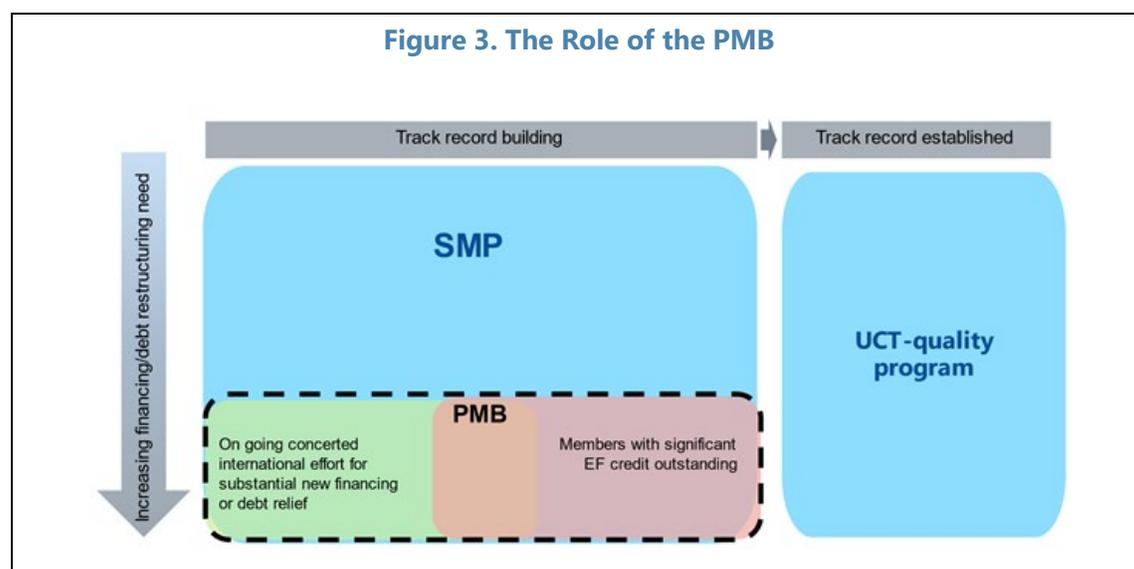 Figure 3. The Role of the PMB
Track record building
Track record established
Increasing financing/debt restructuring need
SMP
UCT-quality
program
PMB
On going concerted
international effort for
substantial new financing
or debt relief
Members with significant
EF credit outstanding